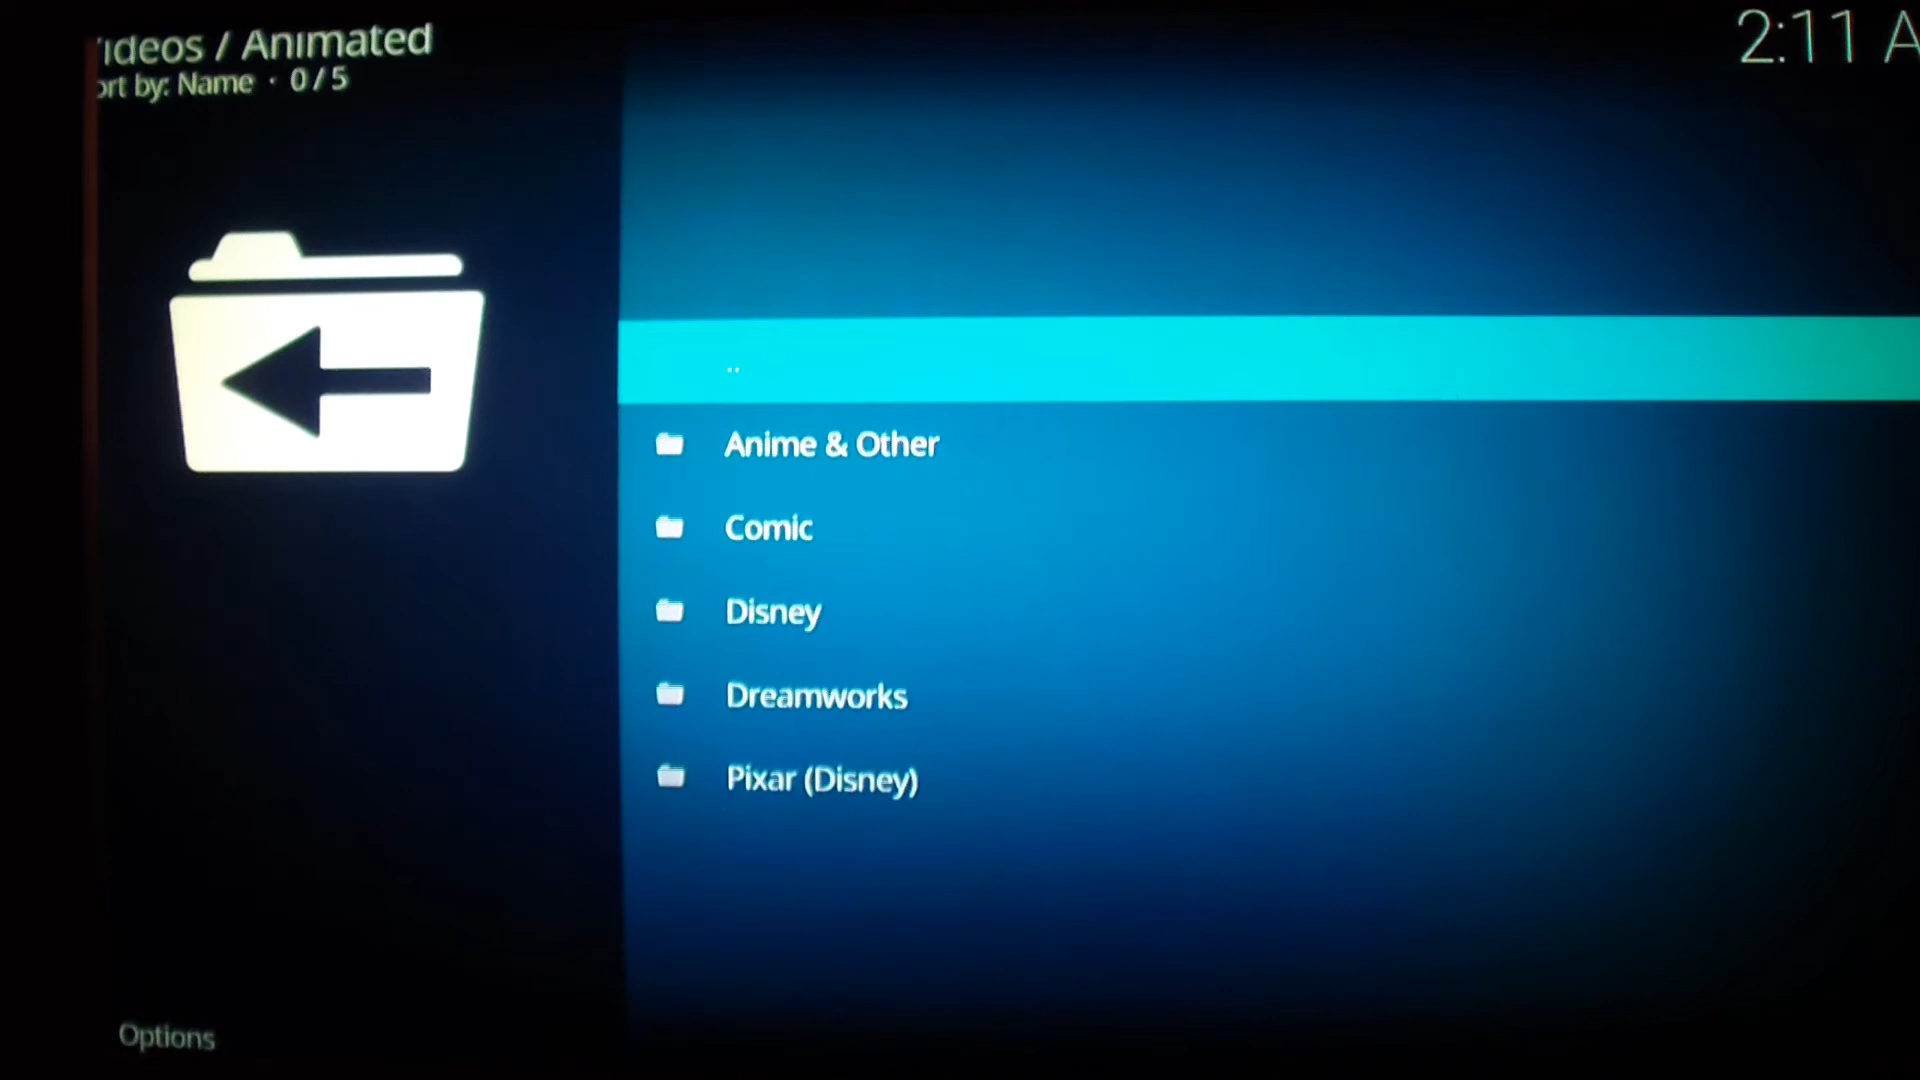 ideos / Animated
ort by: Name · 0 / 5
2:11 A
..
Anime & Other
Comic
Disney
Dreamworks
Pixar (Disney)
Options